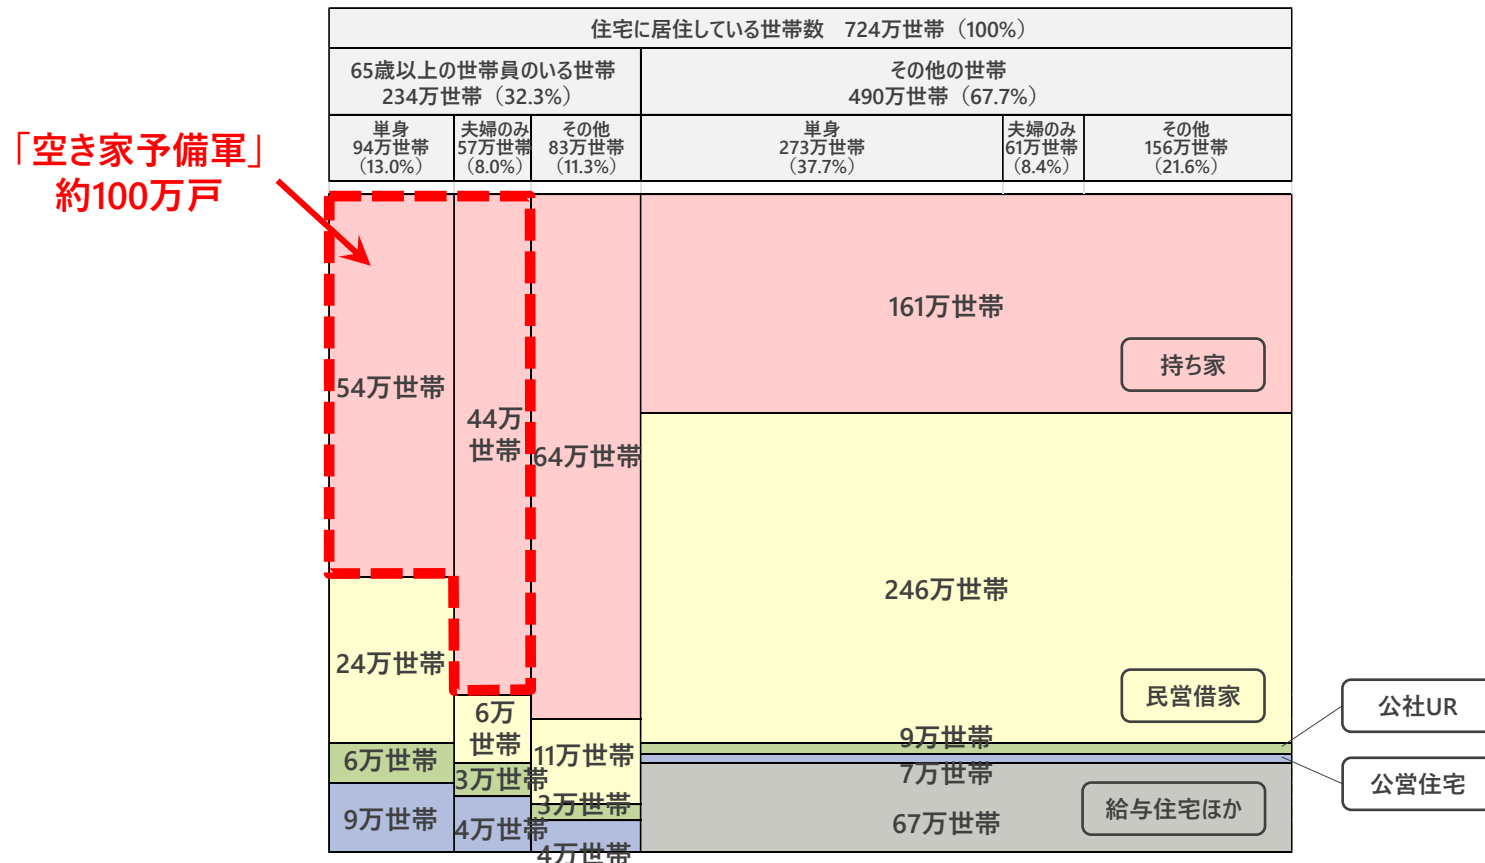 住宅に居住している世帯数　724万世帯（100%）
65歳以上の世帯員のいる世帯
234万世帯（32.3%）
その他の世帯
490万世帯（67.7%）
単身
94万世帯
（13.0%）
夫婦のみ
57万世帯
（8.0%）
その他
83万世帯
（11.3%）
単身
273万世帯
（37.7%）
夫婦のみ
61万世帯
（8.4%）
その他
156万世帯
（21.6%）
「空き家予備軍」
約100万戸
54万世帯
44万
世帯
64万世帯
161万世帯
持ち家
24万世帯
6万
世帯
11万世帯
246万世帯
民営借家
6万世帯
3万世帯
3万世帯
9万世帯
公社UR
9万世帯
4万世帯
4万世帯
7万世帯
公営住宅
67万世帯
給与住宅ほか